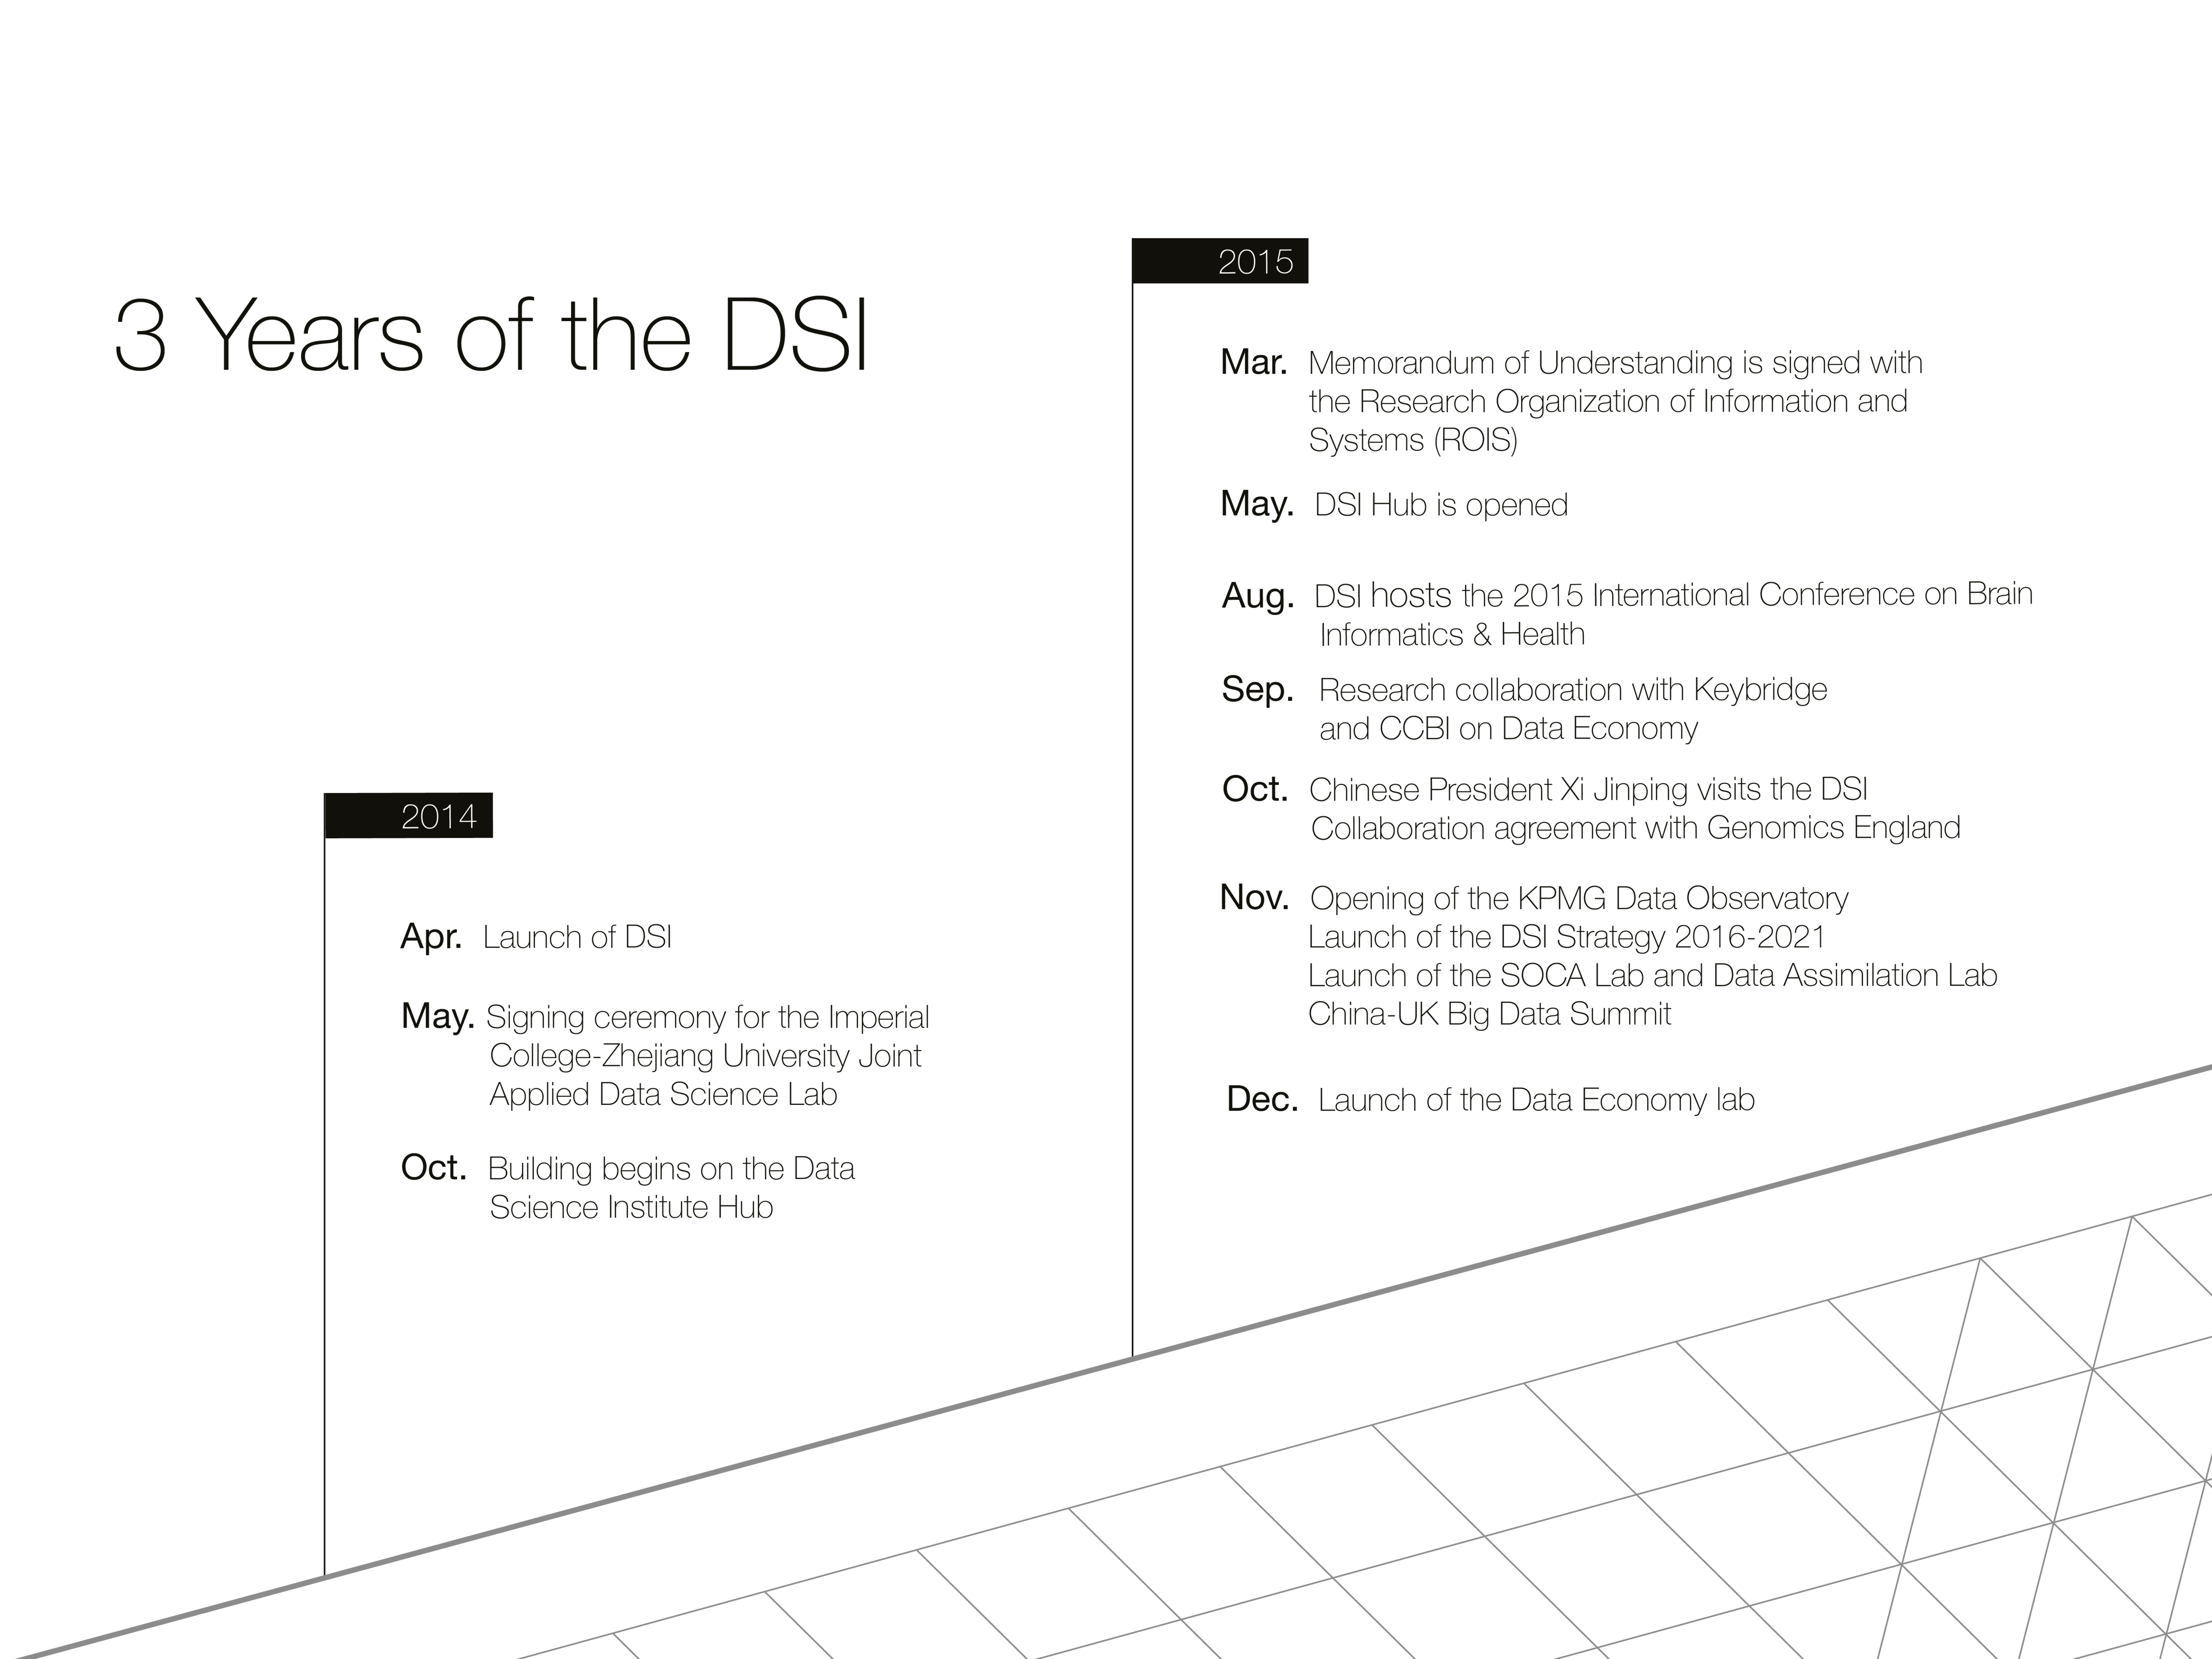 3 Years of the DSI
2014
Apr. Launch of DSI
May. Signing ceremony for the Imperial
College-Zhejiang University Joint
Applied Data Science Lab
Oct. Building begins on the Data
Science Institute Hub
2015
Mar. Memorandum of Understanding is signed with
the Research Organization of Information and
Systems (ROIS)
May. DSI Hub is opened
Aug. DSI hosts the 2015 International Conference on Brain
Informatics & Health
Sep. Research collaboration with Keybridge
and CCBI on Data Economy
Oct. Chinese President Xi Jinping visits the DSI
Collaboration agreement with Genomics England
Nov. Opening of the KPMG Data Observatory
Launch of the DSI Strategy 2016-2021
Launch of the SOCA Lab and Data Assimilation Lab
China-UK Big Data Summit
Dec. Launch of the Data Economy lab